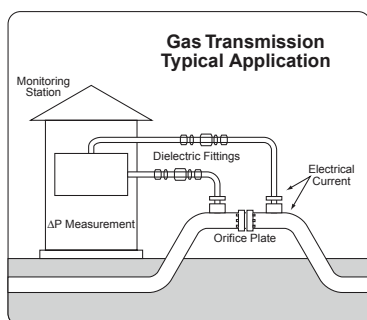 Gas Transmission
Typical Application
Monitoring
Station
Dielectric Fittings
Electrical
Current
ΔP Measurement
Orifice Plate